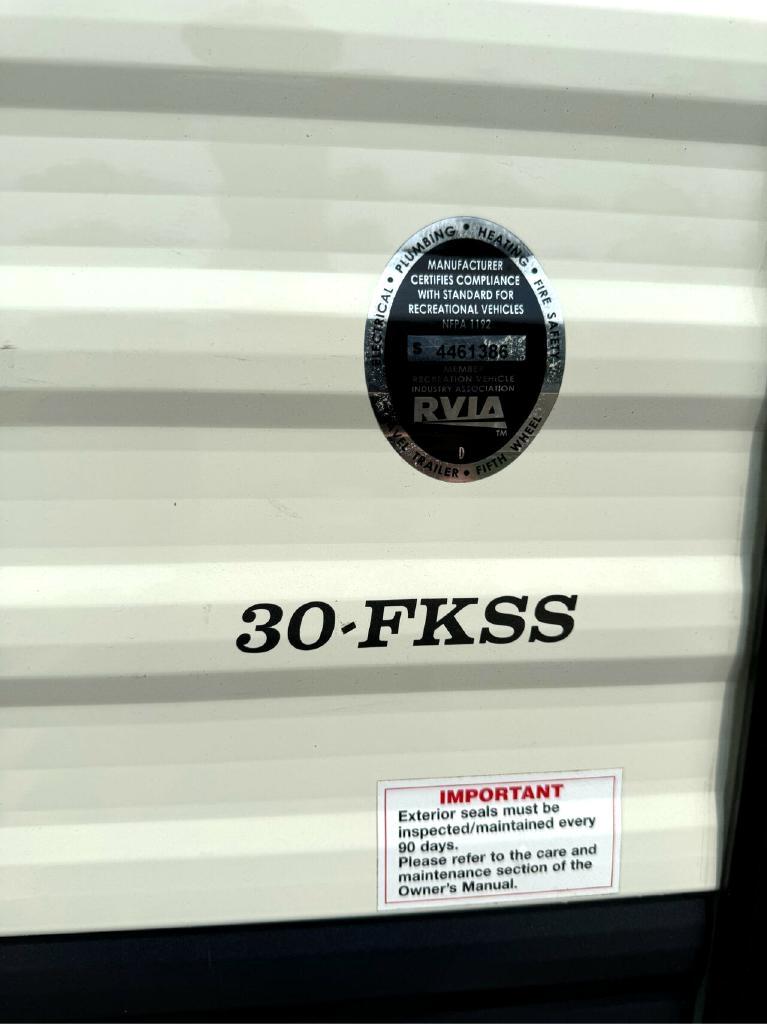 ELECTRICAL • PLUMBING • HEATING • FIRE SAFETY
MANUFACTURER
CERTIFIES COMPLIANCE
WITH STANDARD FOR
RECREATIONAL VEHICLES
NFPA 1192
S 4461386
MEMBER
RECREATION VEHICLE
INDUSTRY ASSOCIATION
RVIA
TM
D
TRAILER • FIFTH WHEEL
30-FKSS
IMPORTANT
Exterior seals must be
inspected/maintained every
90 days.
Please refer to the care and
maintenance section of the
Owner's Manual.